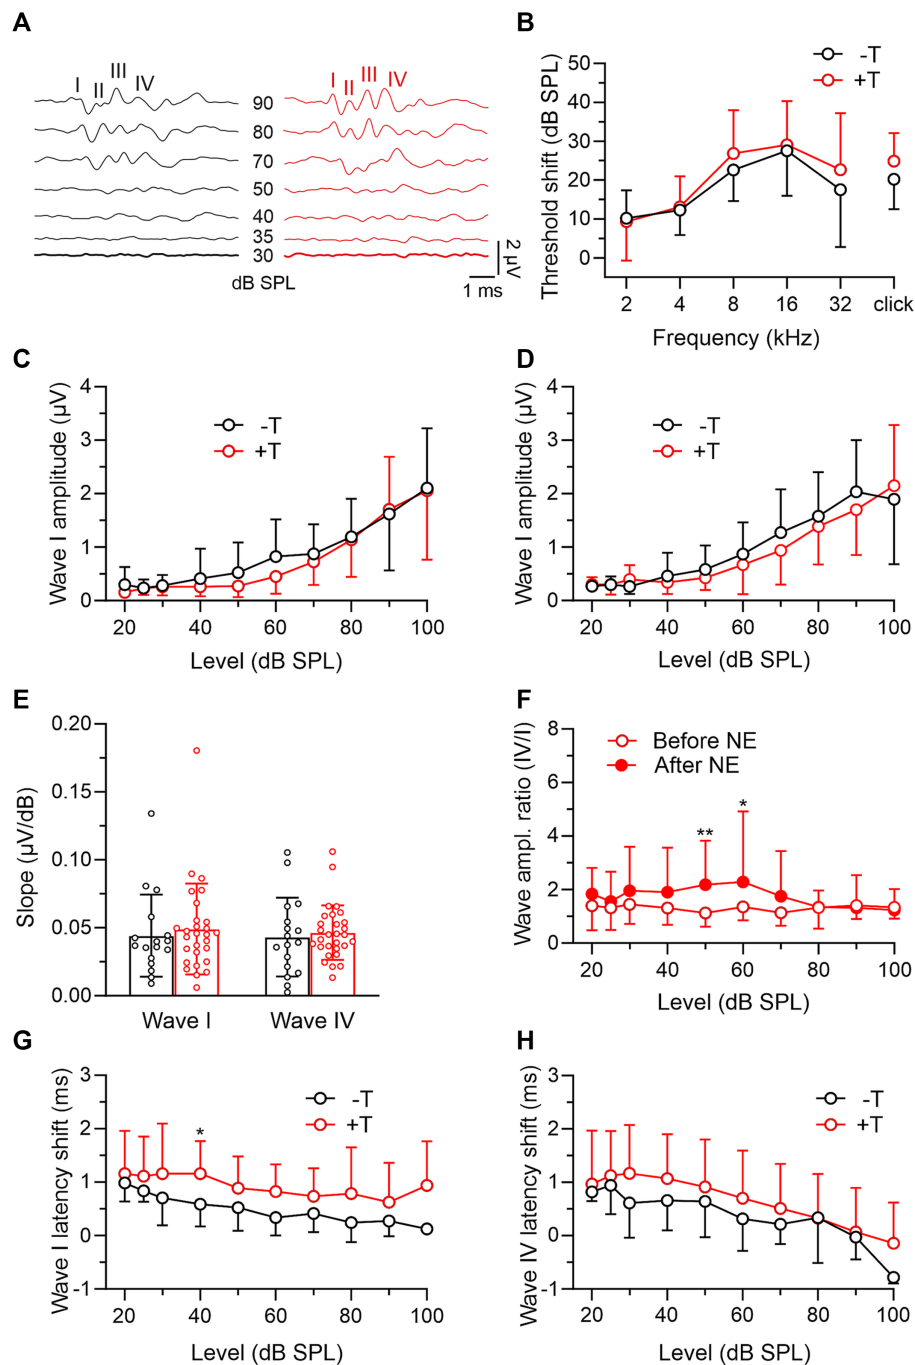 A
I II III IV
I II III IV
90
80
70
50
40
35
30
dB SPL
2 µV
1 ms
B
-T
+T
Threshold shift (dB SPL)
50
40
30
20
10
0
2 4 8 16 32 click
Frequency (kHz)
C
-T
+T
Wave I amplitude (µV)
4
3
2
1
0
20 40 60 80 100
Level (dB SPL)
D
-T
+T
Wave I amplitude (µV)
4
3
2
1
0
20 40 60 80 100
Level (dB SPL)
E
Slope (µV/dB)
0.20
0.15
0.10
0.05
0.00
Wave I Wave IV
F
Before NE
After NE
Wave ampl. ratio (IV/I)
8
6
4
2
0
** *
20 40 60 80 100
Level (dB SPL)
G
-T
+T
Wave I latency shift (ms)
3
2
1
0
-1
*
20 40 60 80 100
Level (dB SPL)
H
-T
+T
Wave IV latency shift (ms)
3
2
1
0
-1
20 40 60 80 100
Level (dB SPL)